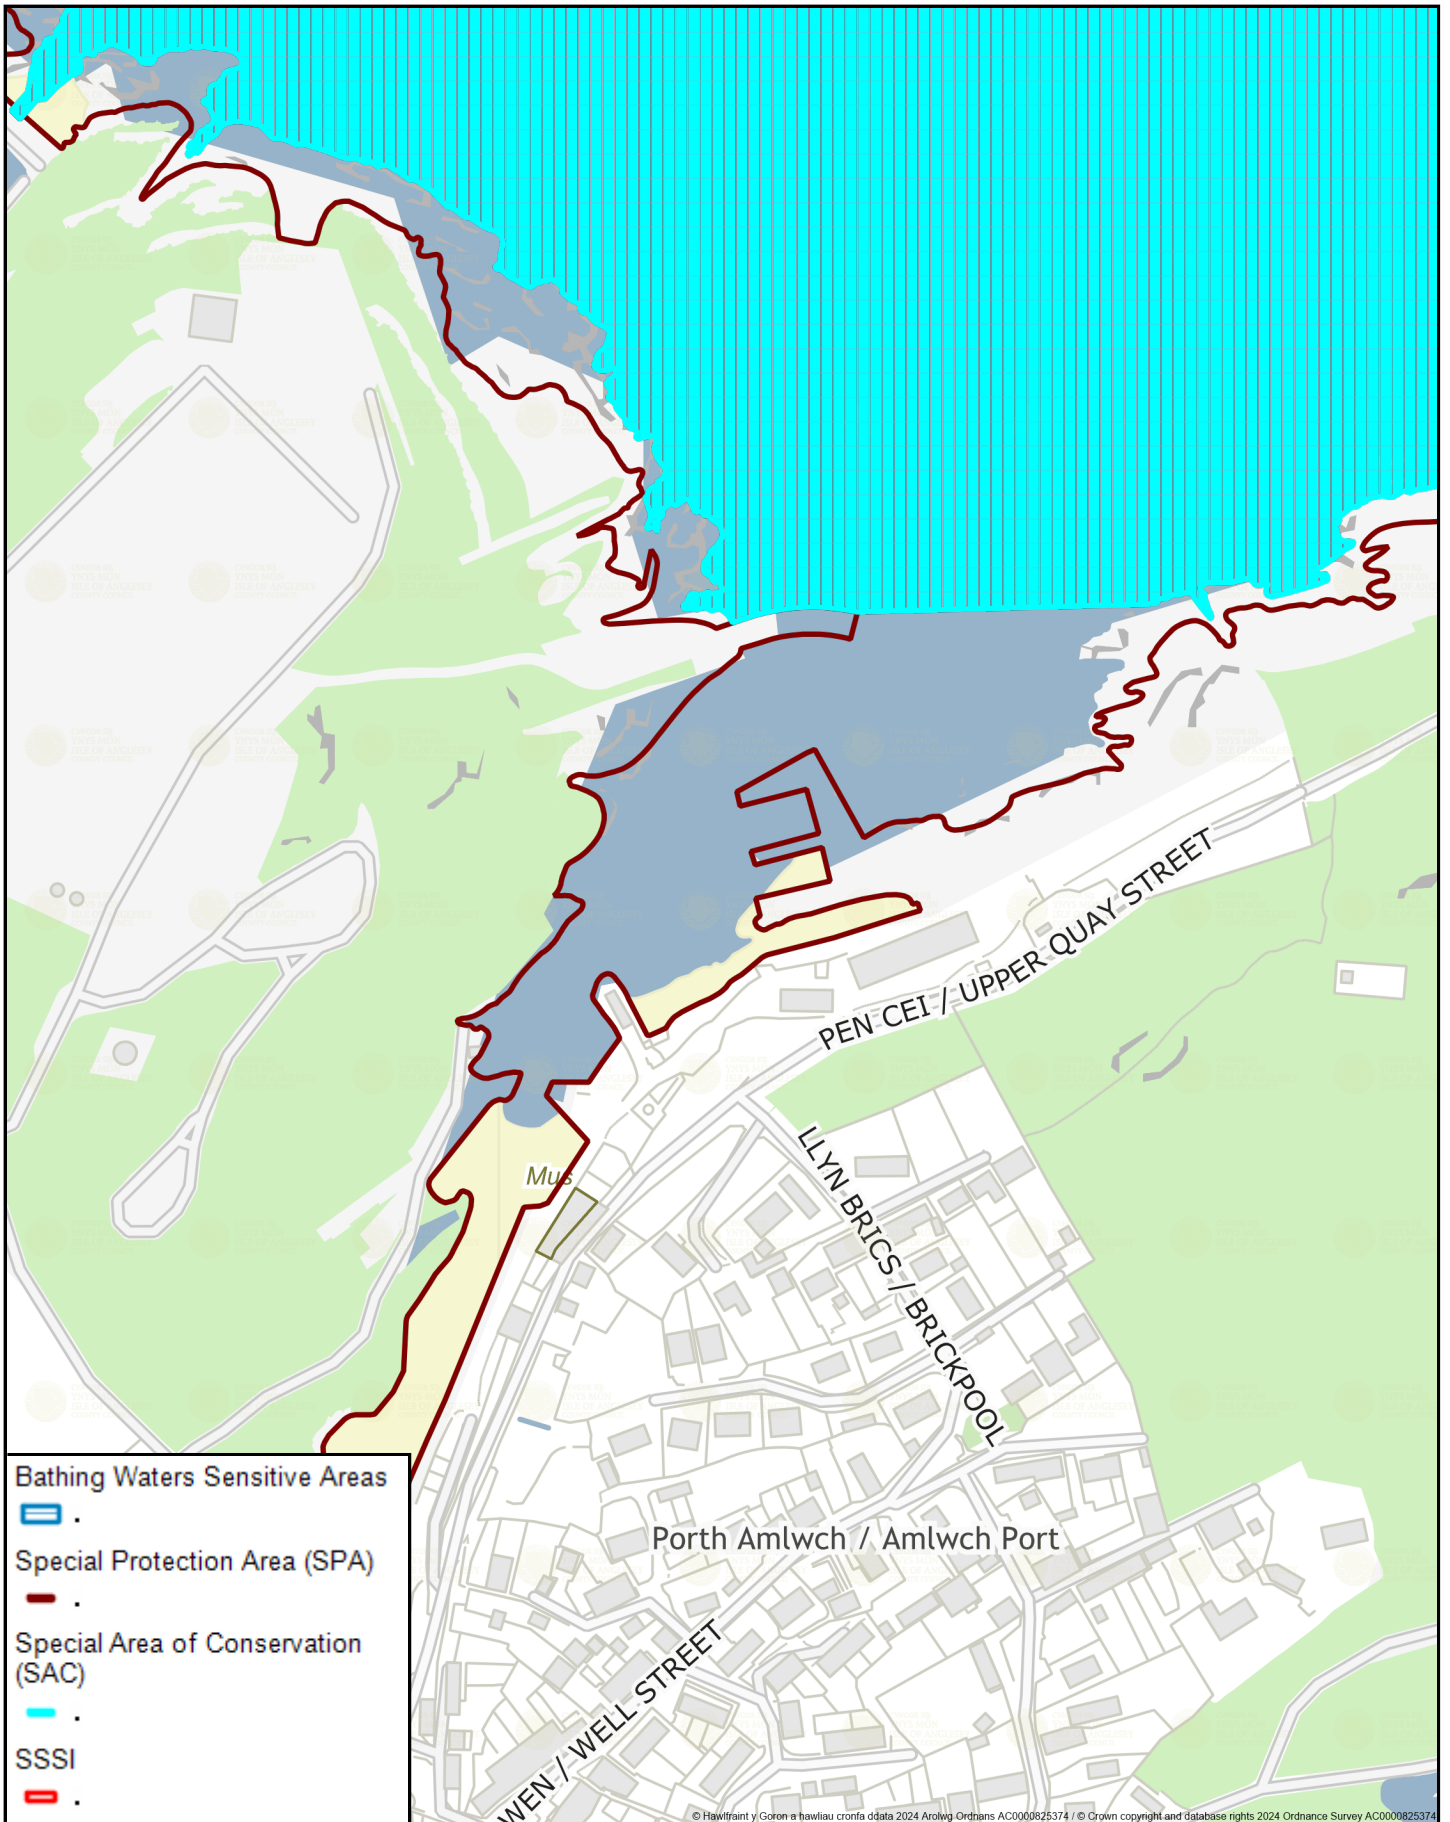 PEN CEI / UPPER QUAY STREET
LLYN BRICS / BRICKPOOL
Mus
Porth Amlwch / Amlwch Port
WEN / WELL STREET
Bathing Waters Sensitive Areas
.
Special Protection Area (SPA)
.
Special Area of Conservation
(SAC)
.
SSSI
.
© Hawlfraint y Goron a hawliau cronfa ddata 2024 Arolwg Ordnans AC0000825374 / © Crown copyright and database rights 2024 Ordnance Survey AC0000825374